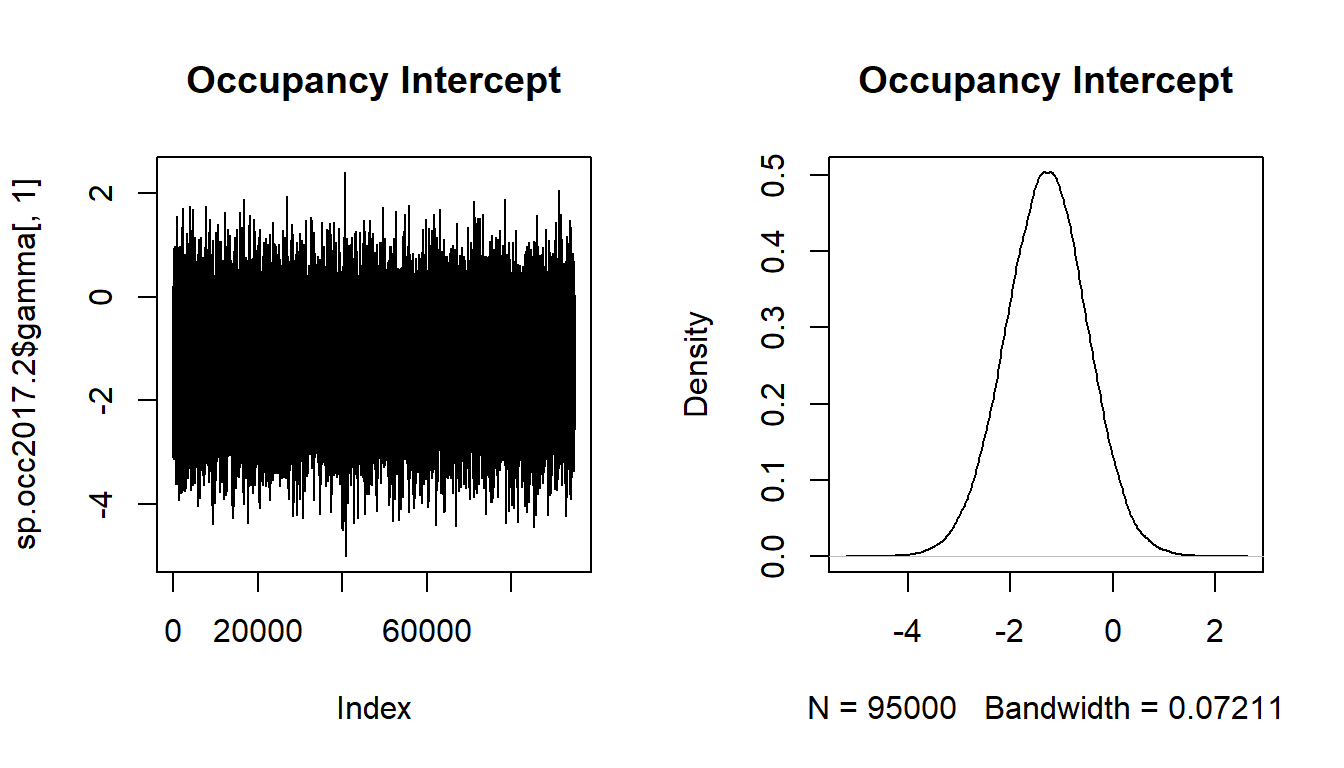 Occupancy Intercept
sp.occ2017.2$gamma[, 1]
2
0
-2
-4
0 20000 60000
Index
Occupancy Intercept
Density
0.5
0.4
0.3
0.2
0.1
0.0
-4 -2 0 2
N = 95000 Bandwidth = 0.07211